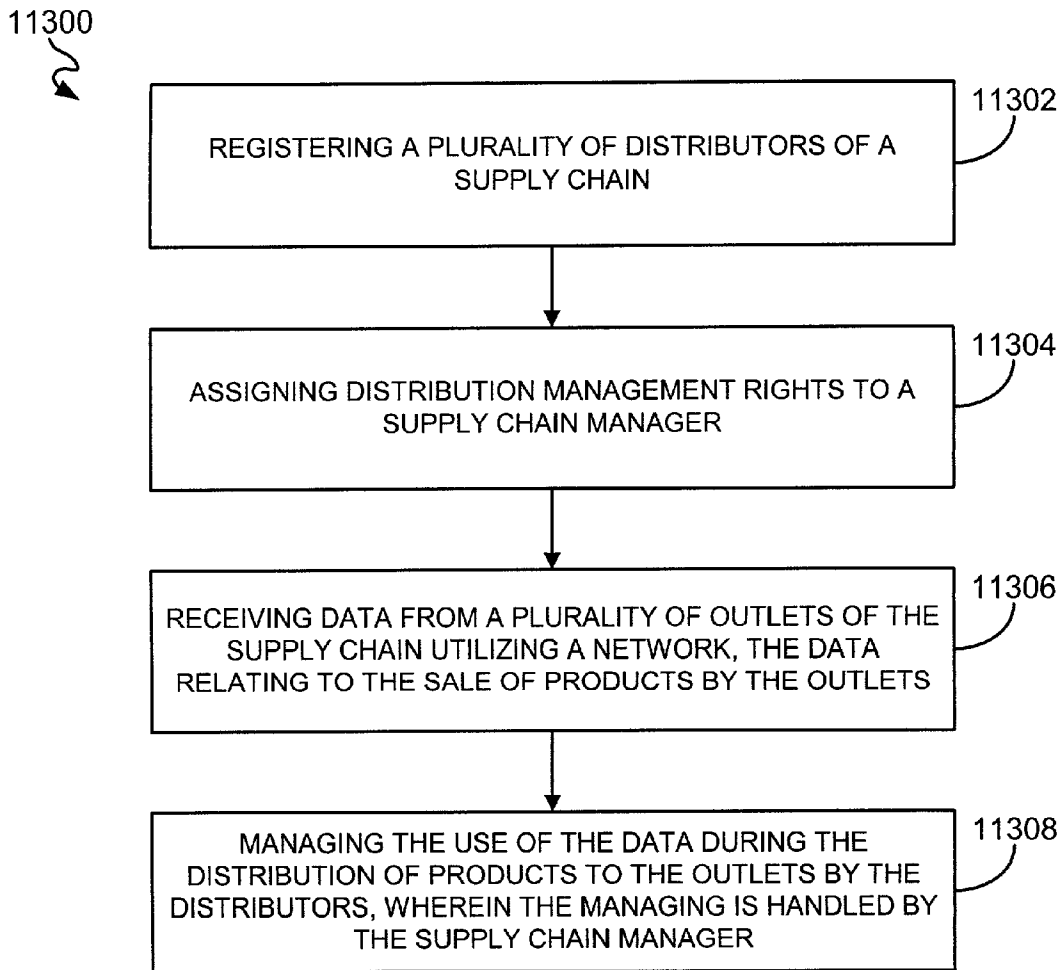 11300
11302
REGISTERING A PLURALITY OF DISTRIBUTORS OF A
SUPPLY CHAIN
11304
ASSIGNING DISTRIBUTION MANAGEMENT RIGHTS TO A
SUPPLY CHAIN MANAGER
11306
RECEIVING DATA FROM A PLURALITY OF OUTLETS OF THE
SUPPLY CHAIN UTILIZING A NETWORK, THE DATA
RELATING TO THE SALE OF PRODUCTS BY THE OUTLETS
11308
MANAGING THE USE OF THE DATA DURING THE
DISTRIBUTION OF PRODUCTS TO THE OUTLETS BY THE
DISTRIBUTORS, WHEREIN THE MANAGING IS HANDLED BY
THE SUPPLY CHAIN MANAGER